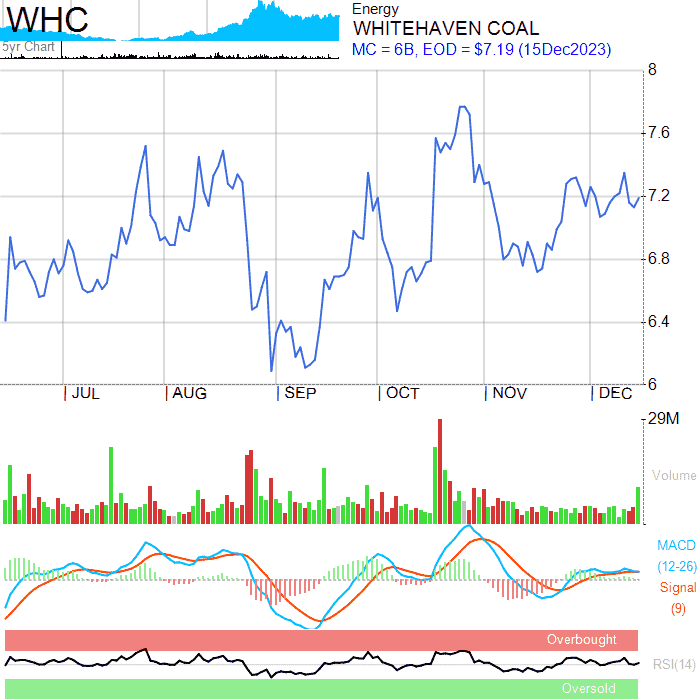 WHC
5yr Chart
Energy
WHITEHAVEN COAL
MC = 6B, EOD = $7.19 (15Dec2023)
8
7.6
7.2
6.8
6.4
6
JUL AUG SEP OCT NOV DEC
29M
Volume
MACD
(12-26)
Signal
(9)
Overbought
RSI(14)
Oversold